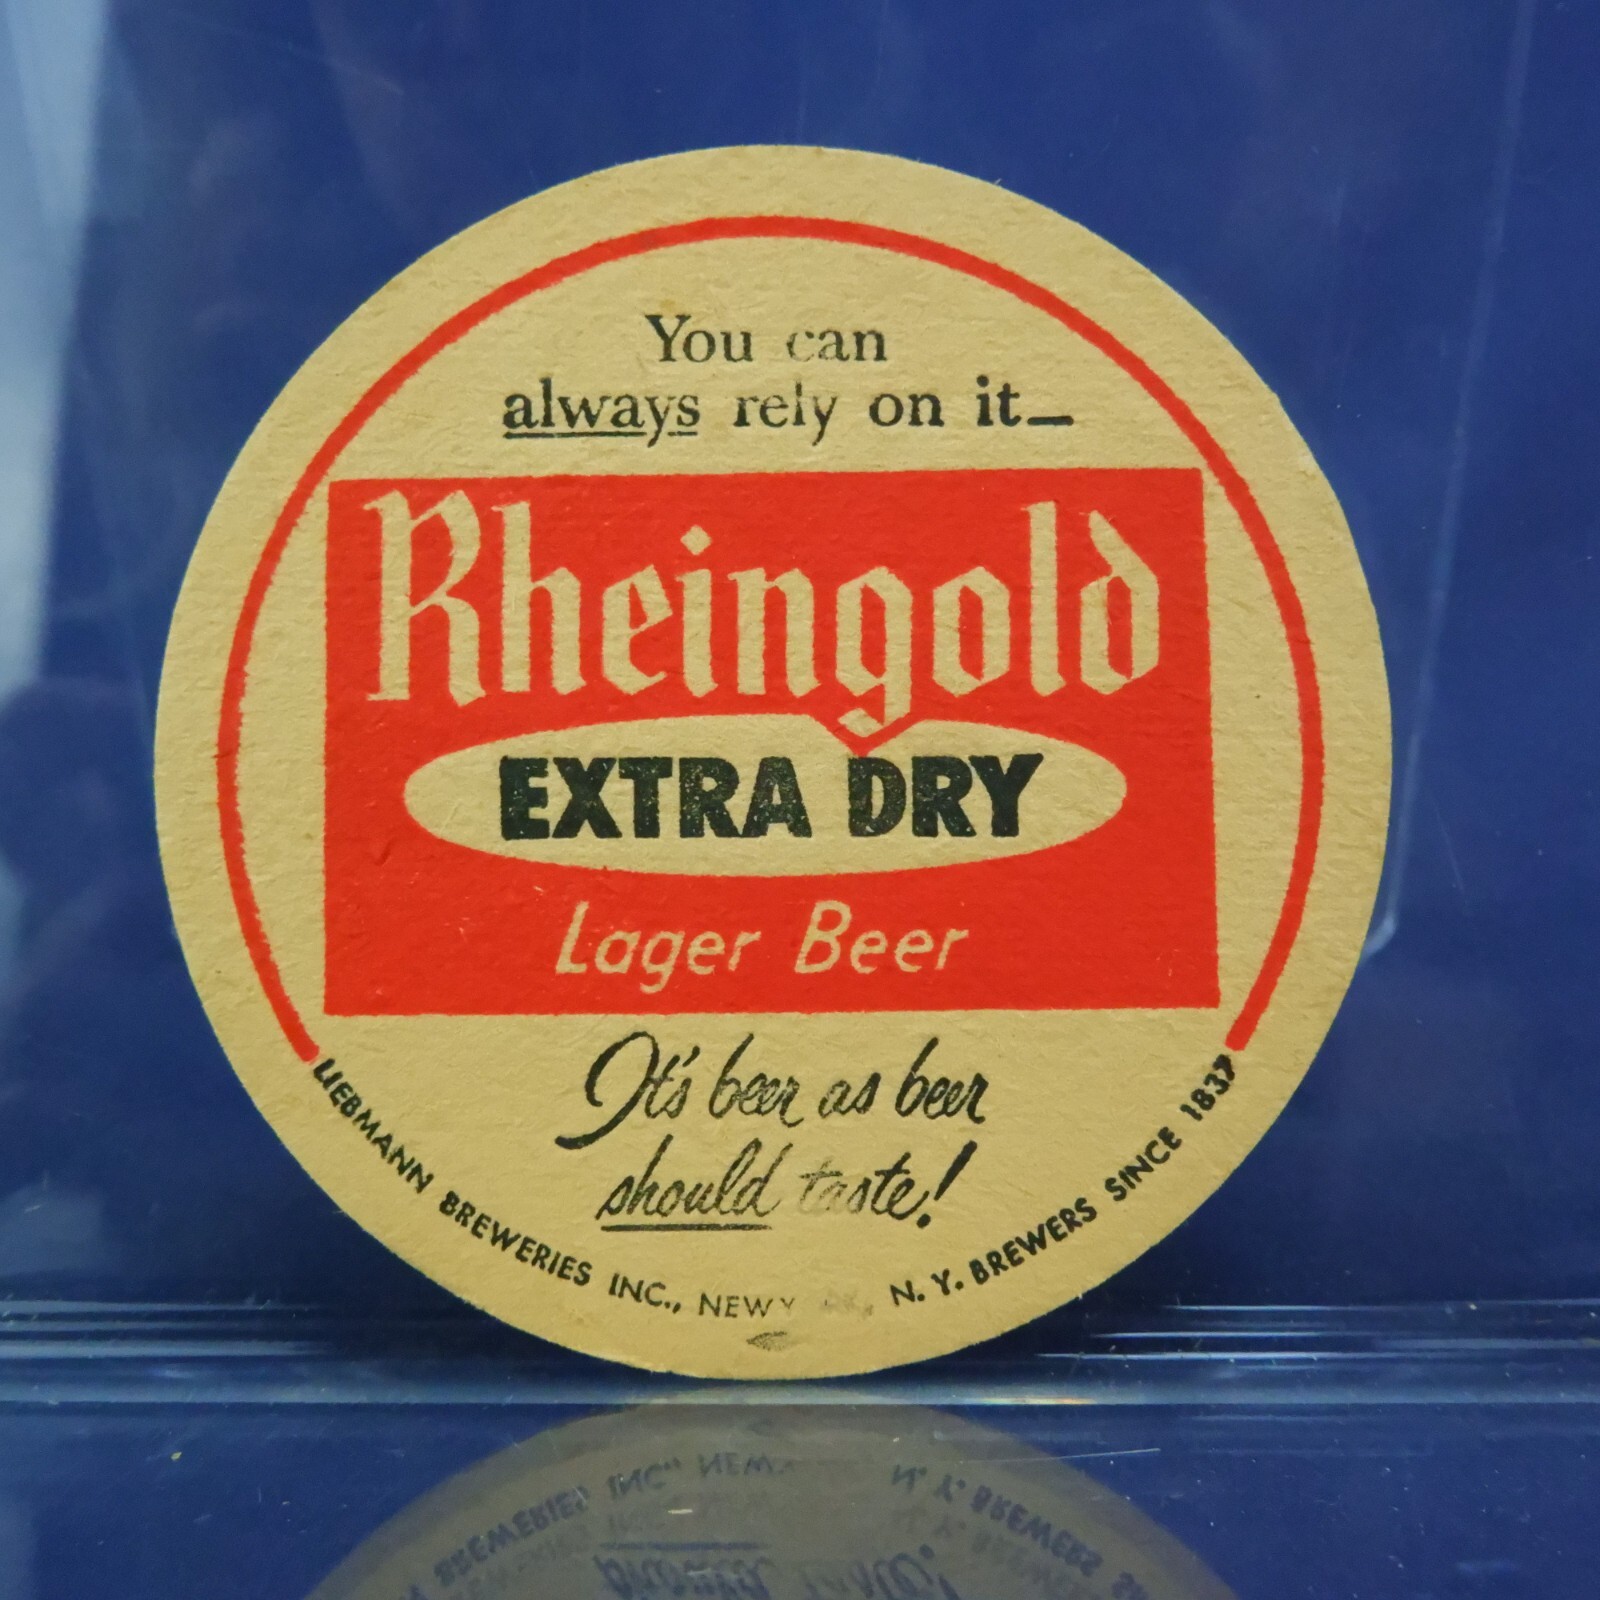 You can
always rely on it—
Rheingold
EXTRA DRY
Lager Beer
It's beer as beer
should taste!
LIEBMANN BREWERIES INC., NEW N. Y. BREWERS SINCE 1837